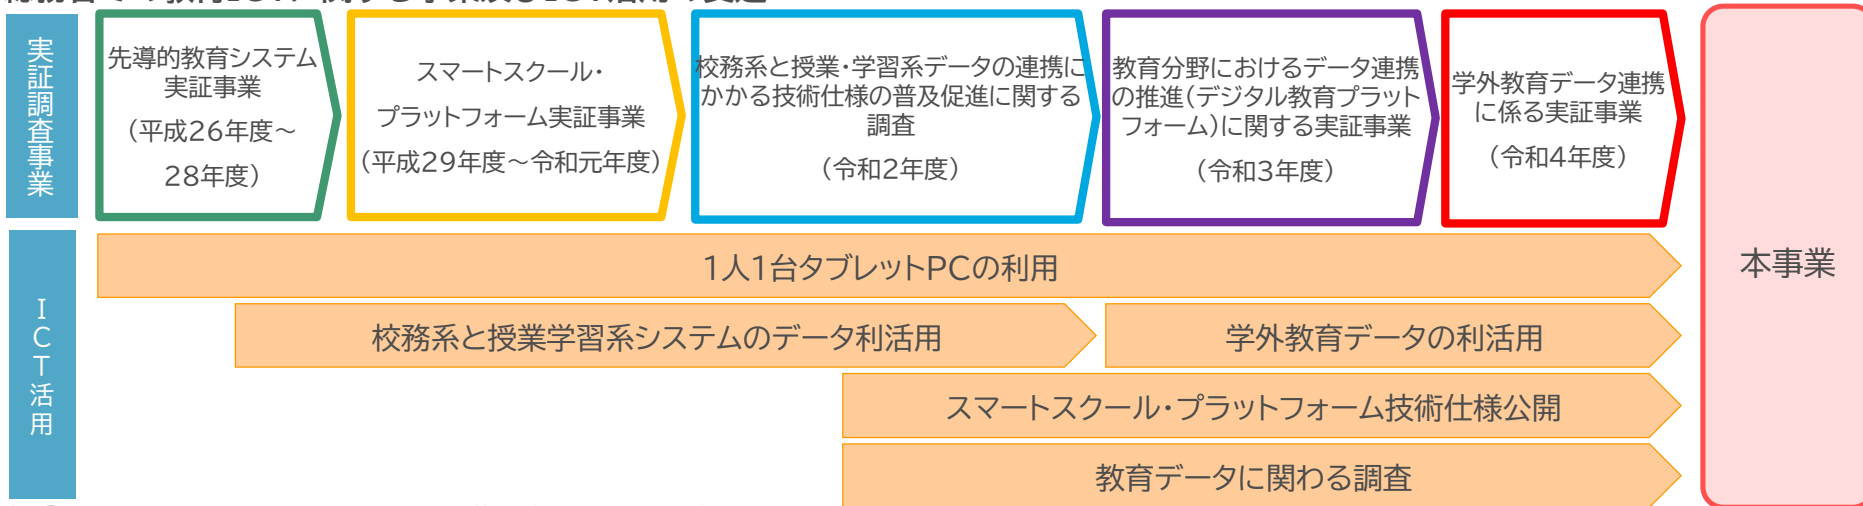 実証調査事業
先導的教育システム
実証事業
（平成26年度～
28年度）
スマートスクール・
プラットフォーム実証事業
（平成29年度～令和元年度）
校務系と授業・学習系データの連携に
かかる技術仕様の普及促進に関する
調査
（令和2年度）
教育分野におけるデータ連携
の推進（デジタル教育プラット
フォーム）に関する実証事業
（令和3年度）
学外教育データ連携
に係る実証事業
（令和4年度）
本事業
ICT活用
1人1台タブレットPCの利用
校務系と授業学習系システムのデータ利活用
学外教育データの利活用
スマートスクール・プラットフォーム技術仕様公開
教育データに関わる調査